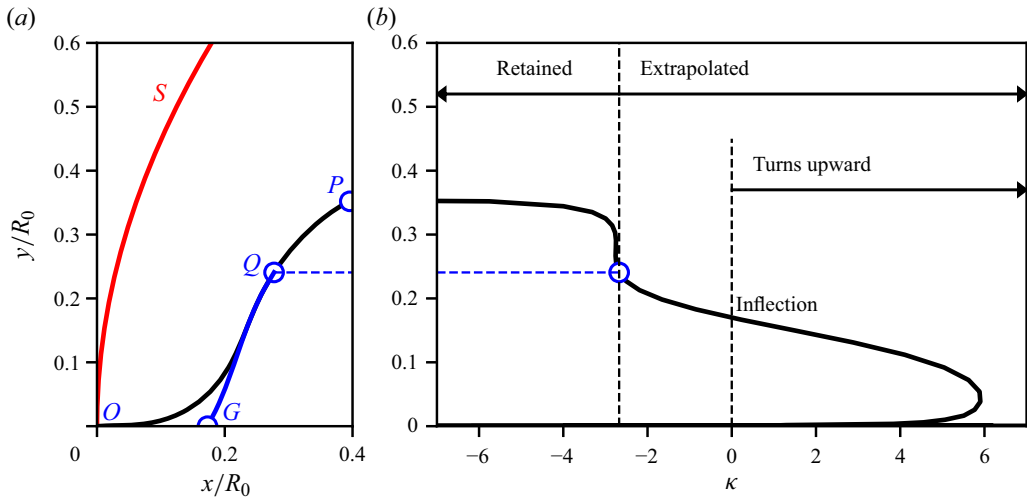 (a)
(b)
0.6
0.5
0.4
0.3
0.2
0.1
0
0.2
0.4
y/R0
x/R0
S
P
Q
O
G
0.6
0.5
0.4
0.3
0.2
0.1
0
−6
−4
−2
0
2
4
6
κ
Retained
Extrapolated
Turns upward
Inflection